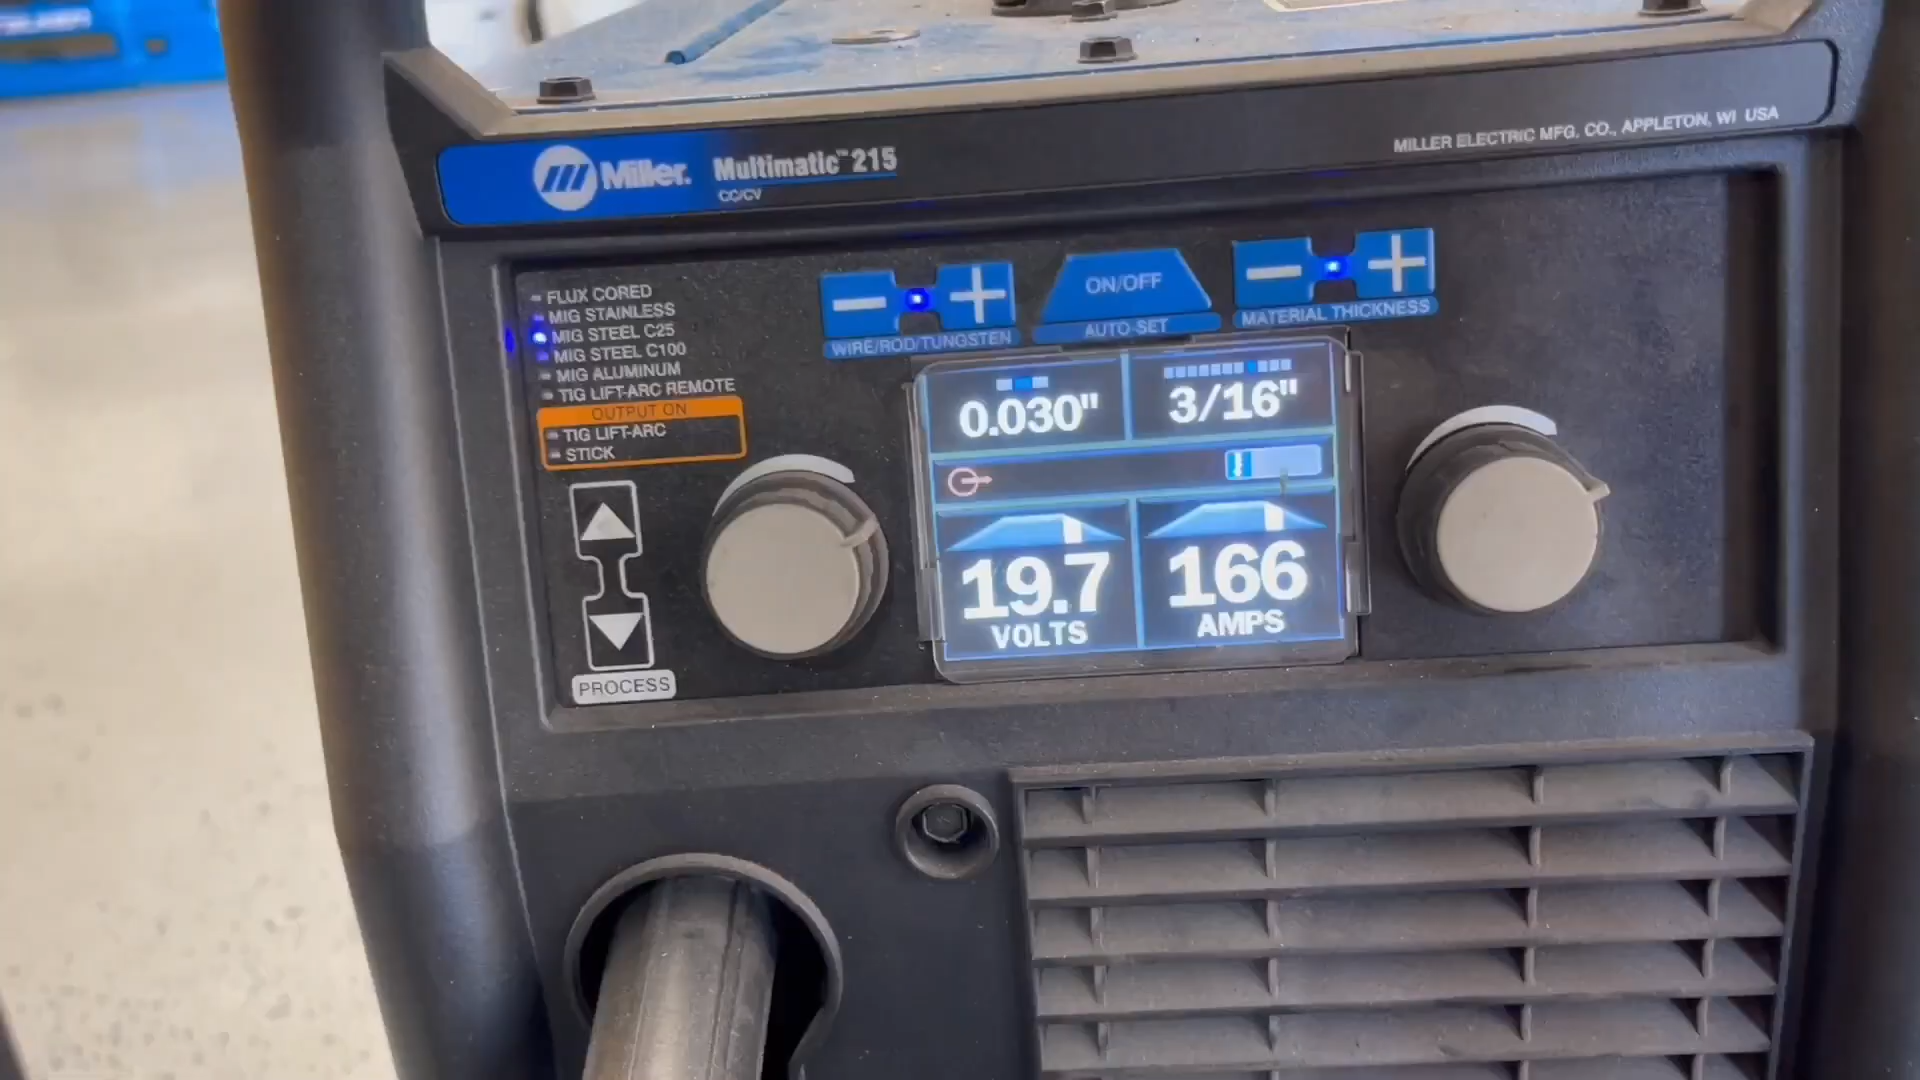 Miller. Multimatic™ 215
CC/CV
MILLER ELECTRIC MFG. CO., APPLETON, WI USA
FLUX CORED
MIG STAINLESS
MIG STEEL C25
MIG STEEL C100
MIG ALUMINUM
TIG LIFT-ARC REMOTE
OUTPUT ON
TIG LIFT-ARC
STICK
PROCESS
WIRE/ROD/TUNGSTEN
ON/OFF
AUTO-SET
MATERIAL THICKNESS
0.030"
3/16"
19.7
VOLTS
166
AMPS